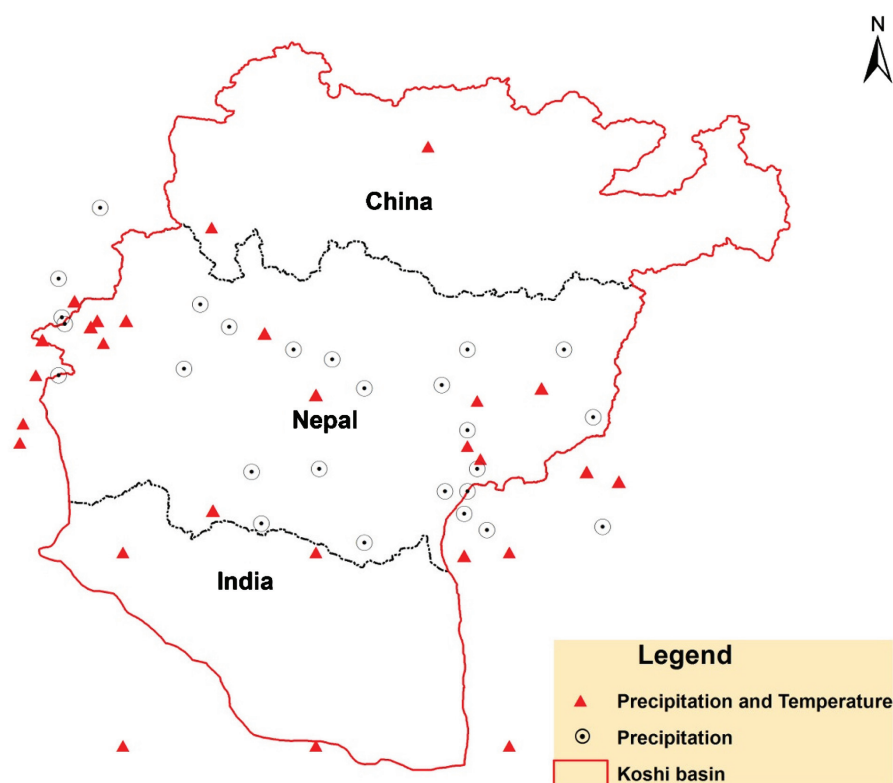 N
China
Nepal
India
Legend
Precipitation and Temperature
Precipitation
Koshi basin